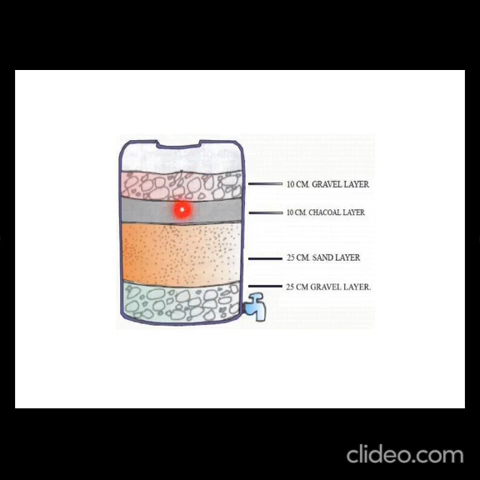 10 CM. GRAVEL LAYER
10 CM. CHACOAL LAYER
25 CM. SAND LAYER
25 CM GRAVEL LAYER.
clideo.com